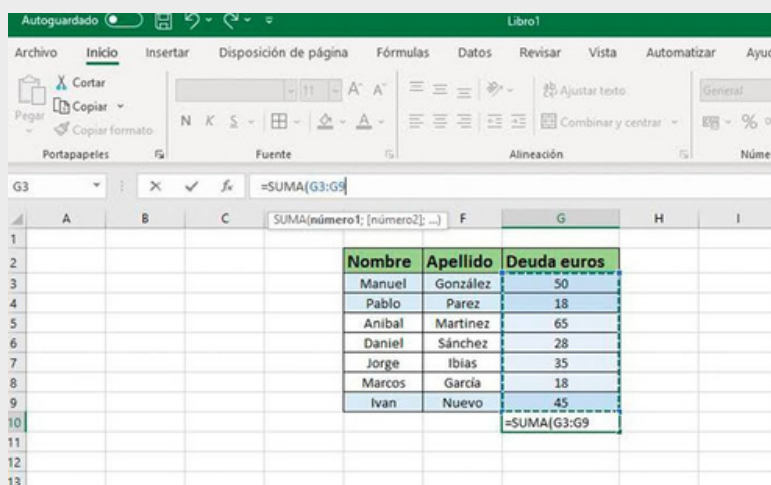 Autoguardado Libro1
Archivo Inicio Insertar Disposición de página Fórmulas Datos Revisar Vista Automatizar Ayuc
Cortar
Copiar
Pegar
Copiar formato
11 A^ A˅
N K S A
Ajustar texto
Combinar y centrar
General
%
Portapapeles Fuente Alineación Núme
G3 fx =SUMA(G3:G9
SUMA(número1; [número2]; ...)
A B C F G H I
1
2 Nombre Apellido Deuda euros
3 Manuel González 50
4 Pablo Parez 18
5 Anibal Martinez 65
6 Daniel Sánchez 28
7 Jorge Ibias 35
8 Marcos García 18
9 Ivan Nuevo 45
10 =SUMA(G3:G9
11
12
13